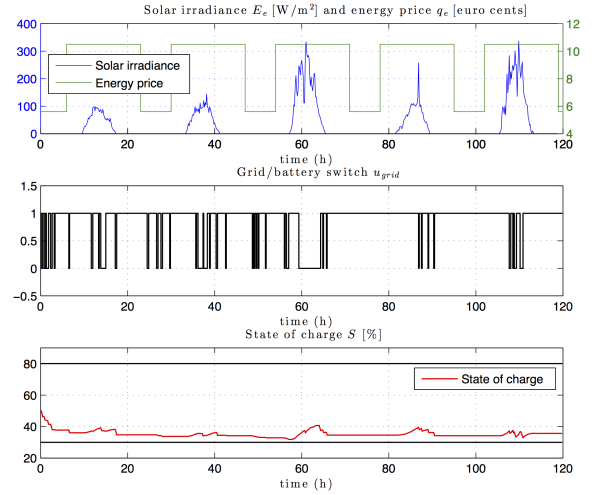 Solar irradiance E_e [W/m²] and energy price q_e [euro cents]
400
300
200
100
0
12
10
8
6
4
Solar irradiance
Energy price
0 20 40 60 80 100 120
time (h)
Grid/battery switch u_grid
1.5
1
0.5
0
-0.5
0 20 40 60 80 100 120
time (h)
State of charge S [%]
80
60
40
20
State of charge
0 20 40 60 80 100 120
time (h)